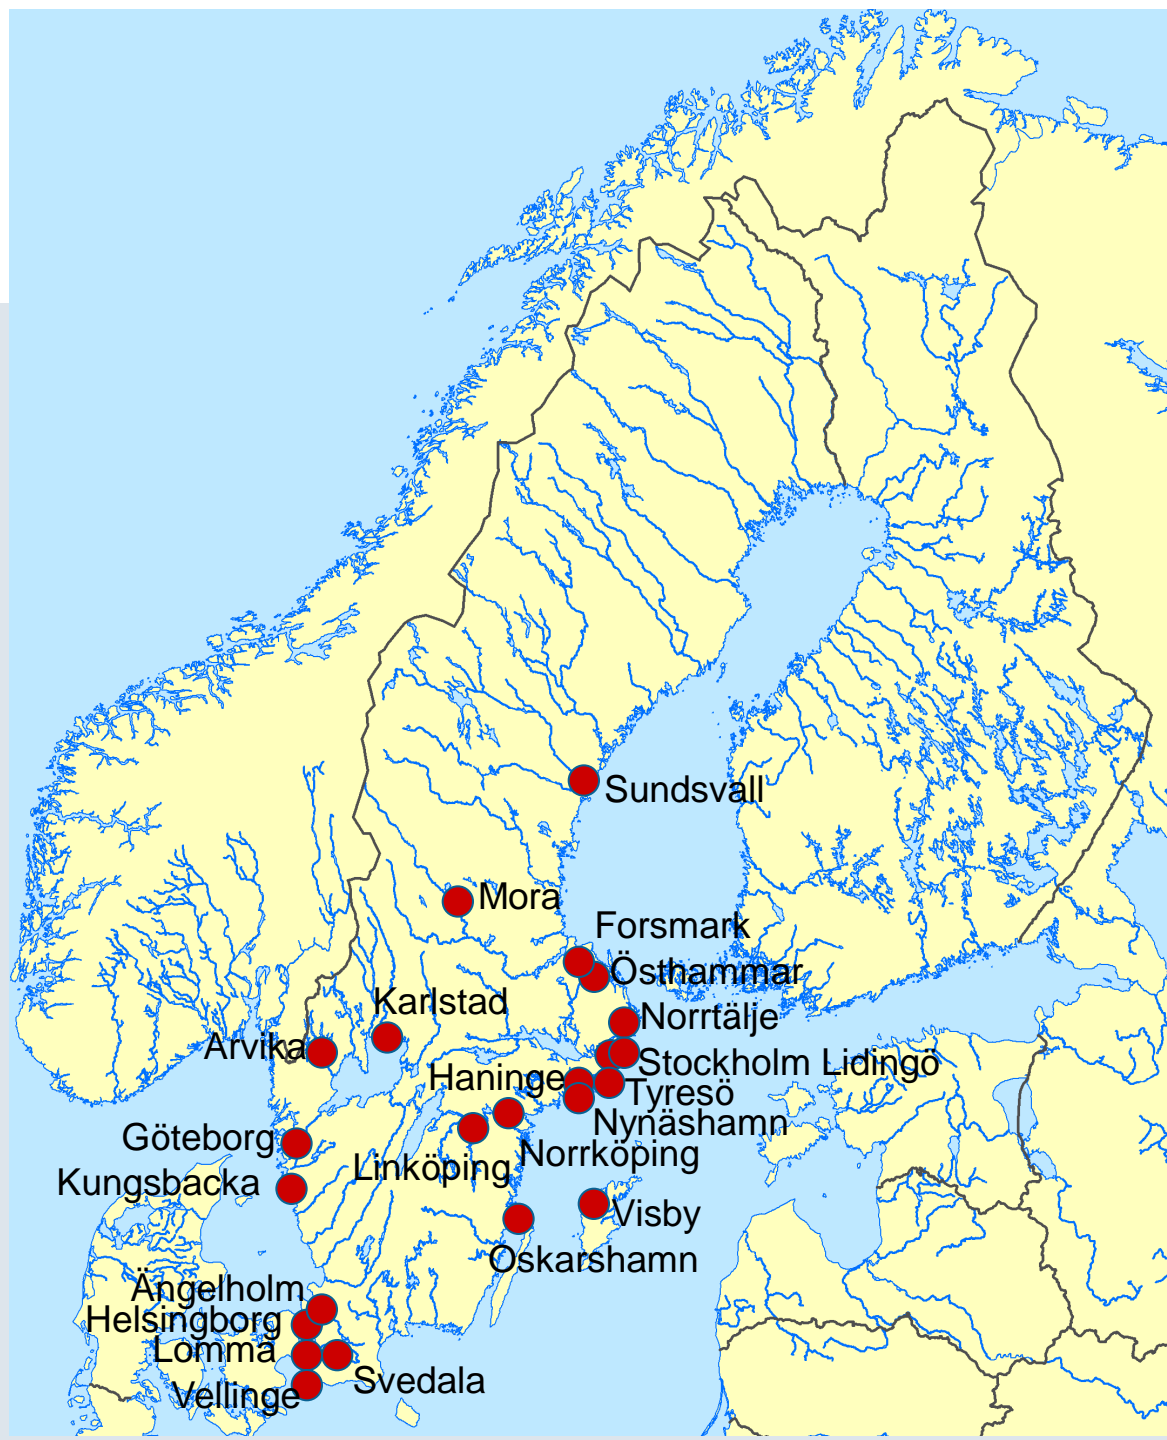 Sundsvall
Mora
Forsmark
Östhammar
Karlstad
Norrtälje
Arvika
Stockholm Lidingö
Haninge
Tyresö
Nynäshamn
Göteborg
Norrköping
Linköping
Kungsbacka
Visby
Oskarshamn
Ängelholm
Helsingborg
Lomma
Svedala
Vellinge